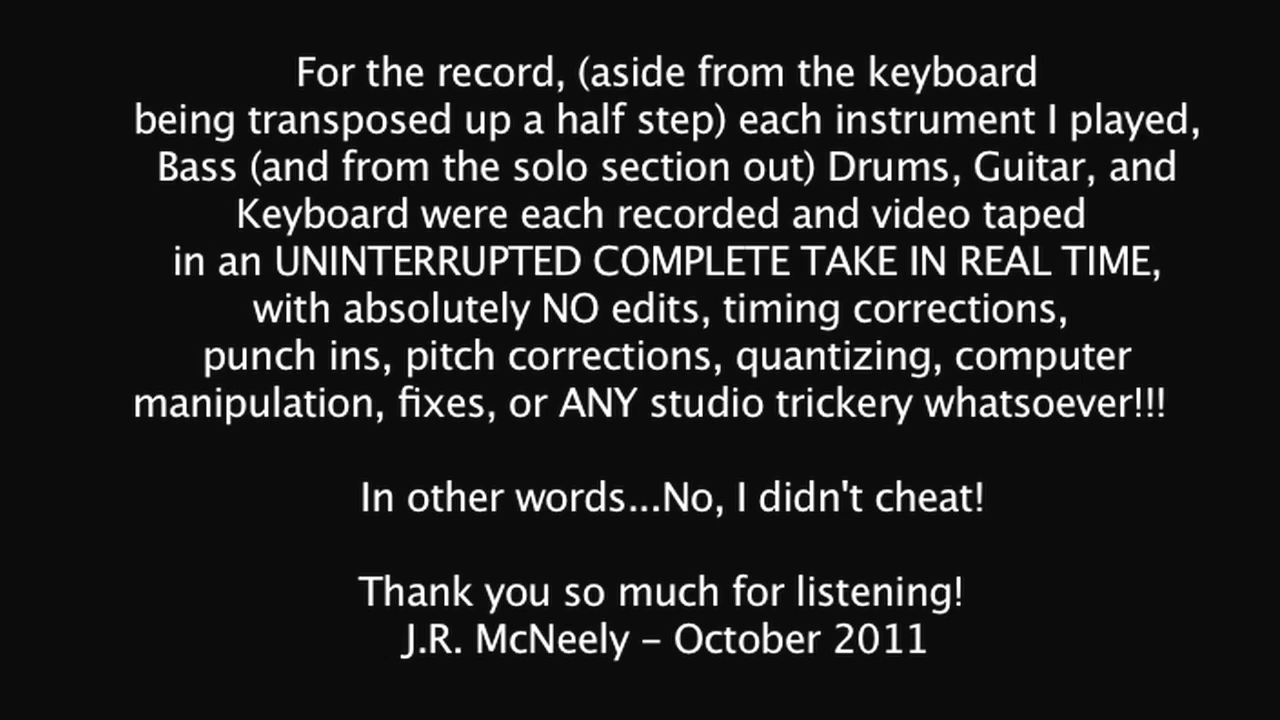 For the record, (aside from the keyboard
being transposed up a half step) each instrument I played,
Bass (and from the solo section out) Drums, Guitar, and
Keyboard were each recorded and video taped
in an UNINTERRUPTED COMPLETE TAKE IN REAL TIME,
with absolutely NO edits, timing corrections,
punch ins, pitch corrections, quantizing, computer
manipulation, fixes, or ANY studio trickery whatsoever!!!
In other words...No, I didn't cheat!
Thank you so much for listening!
J.R. McNeely – October 2011